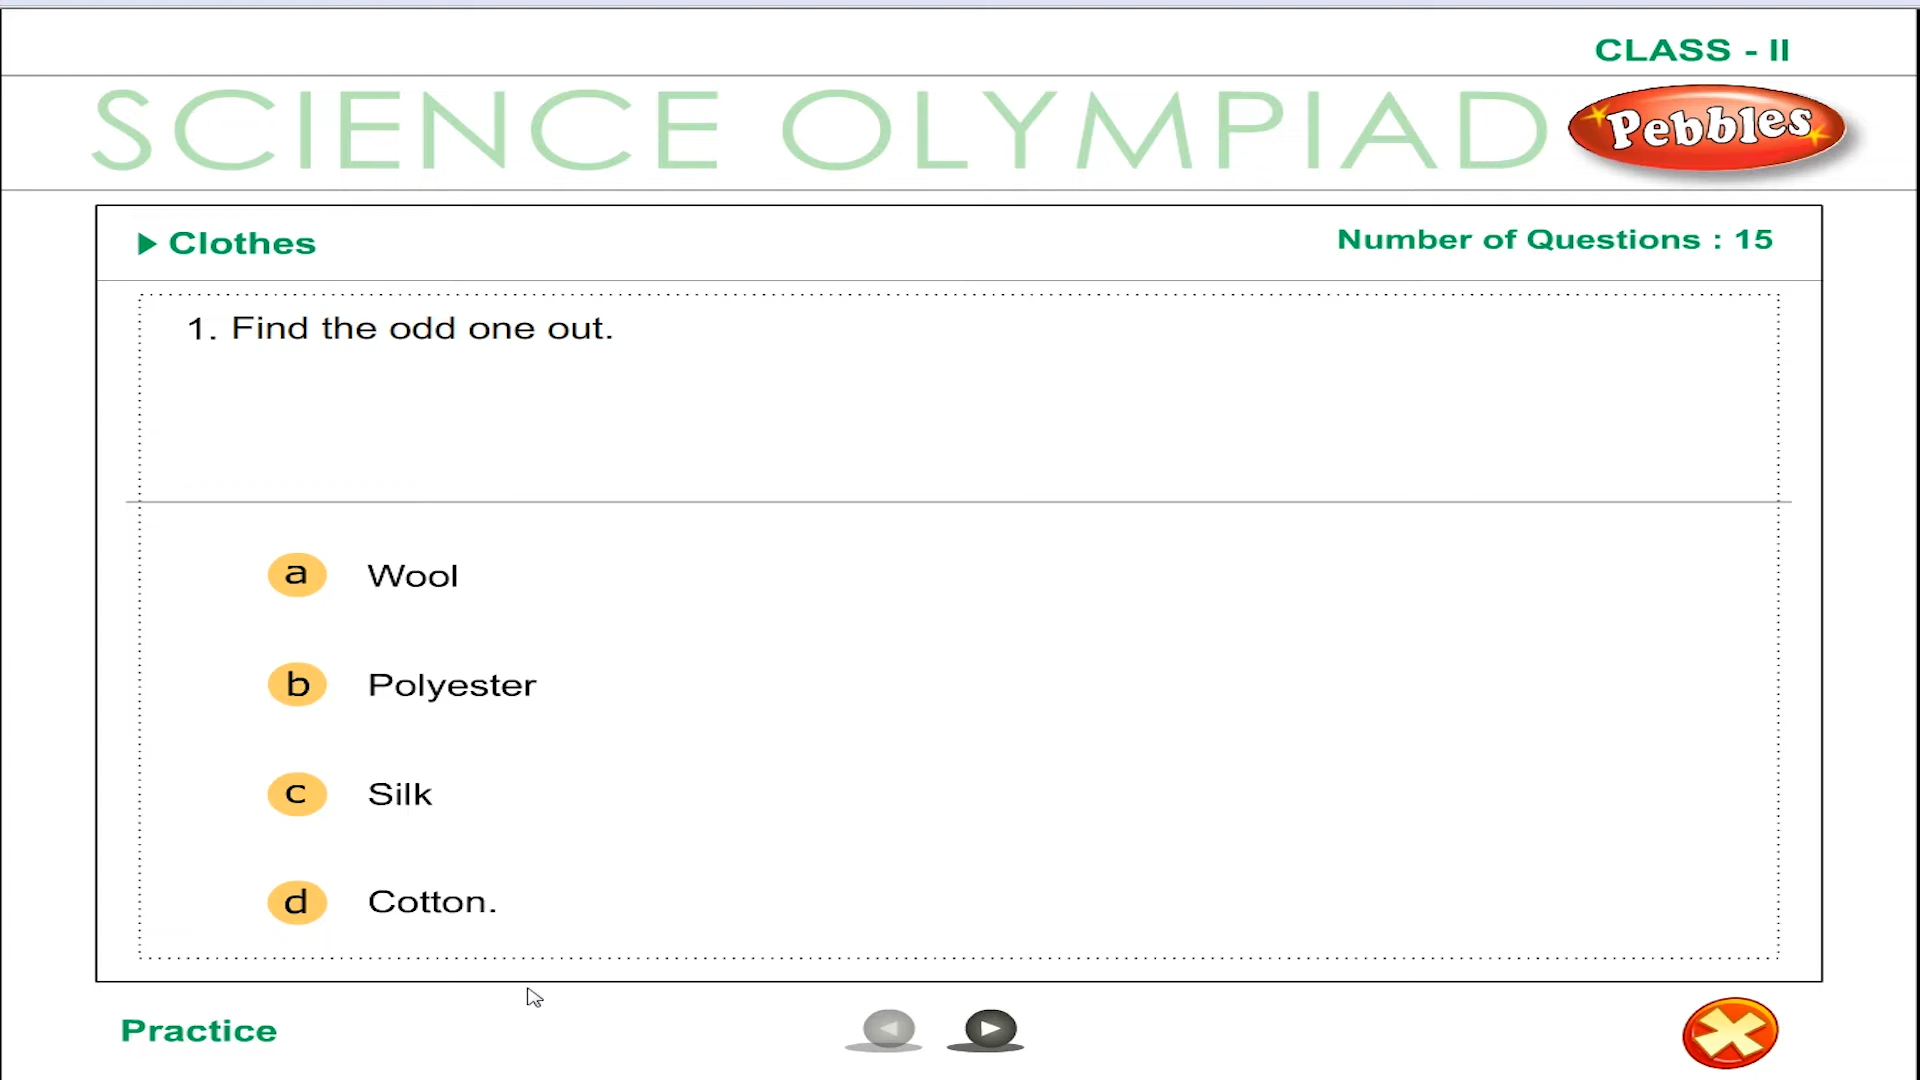 CLASS - II
SCIENCE OLYMPIAD
Pebbles
Clothes
Number of Questions : 15
1. Find the odd one out.
a Wool
b Polyester
c Silk
d Cotton.
Practice